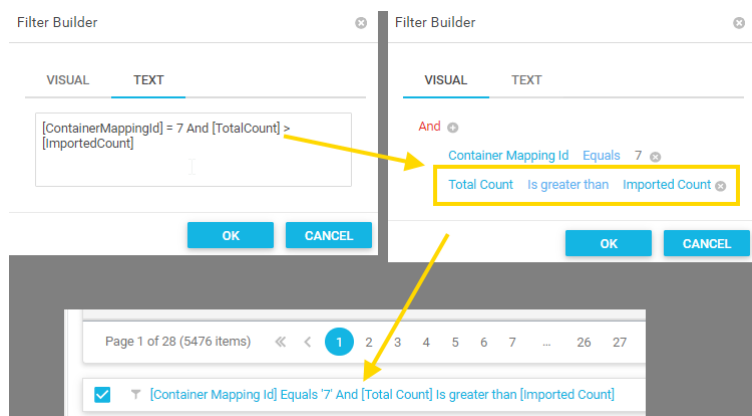 Filter Builder
VISUAL TEXT
[ContainerMappingId] = 7 And [TotalCount] >
[ImportedCount]
OK CANCEL
Filter Builder
VISUAL TEXT
And
Container Mapping Id Equals 7
Total Count Is greater than Imported Count
OK CANCEL
Page 1 of 28 (5476 items) 1 2 3 4 5 6 7 ... 26 27
[Container Mapping Id] Equals '7' And [Total Count] Is greater than [Imported Count]